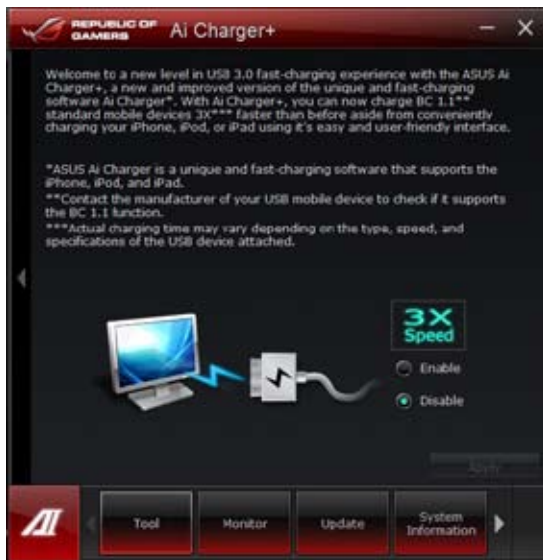 REPUBLIC OF
GAMERS
Ai Charger+
Welcome to a new level in USB 3.0 fast-charging experience with the ASUS Ai
Charger+, a new and improved version of the unique and fast-charging
software Ai Charger*. With Ai Charger+, you can now charge BC 1.1**
standard mobile devices 3X*** faster than before aside from conveniently
charging your iPhone, iPod, or iPad using it's easy and user-friendly interface.
*ASUS Ai Charger is a unique and fast-charging software that supports the
iPhone, iPod, and iPad.
**Contact the manufacturer of your USB mobile device to check if it supports
the BC 1.1 function.
***Actual charging time may vary depending on the type, speed, and
specifications of the USB device attached.
3X
Speed
Enable
Disable
Apply
AI
Tool
Monitor
Update
System
Information